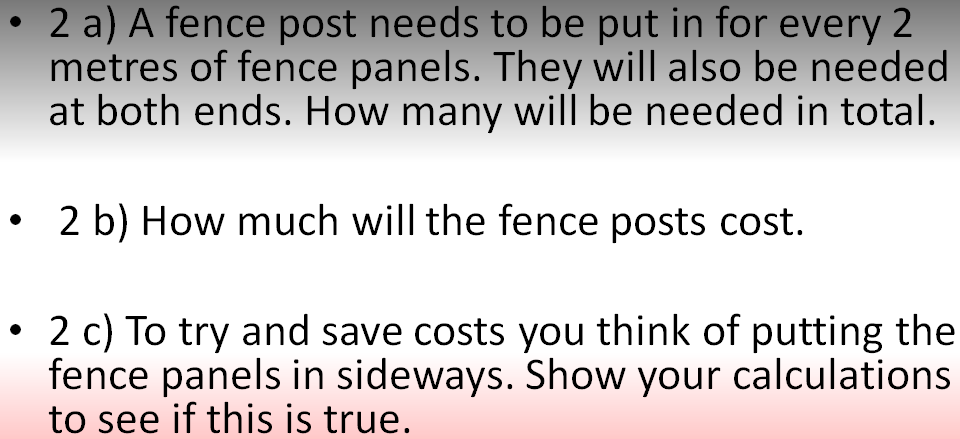 • 2 a) A fence post needs to be put in for every 2
metres of fence panels. They will also be needed
at both ends. How many will be needed in total.
• 2 b) How much will the fence posts cost.
• 2 c) To try and save costs you think of putting the
fence panels in sideways. Show your calculations
to see if this is true.